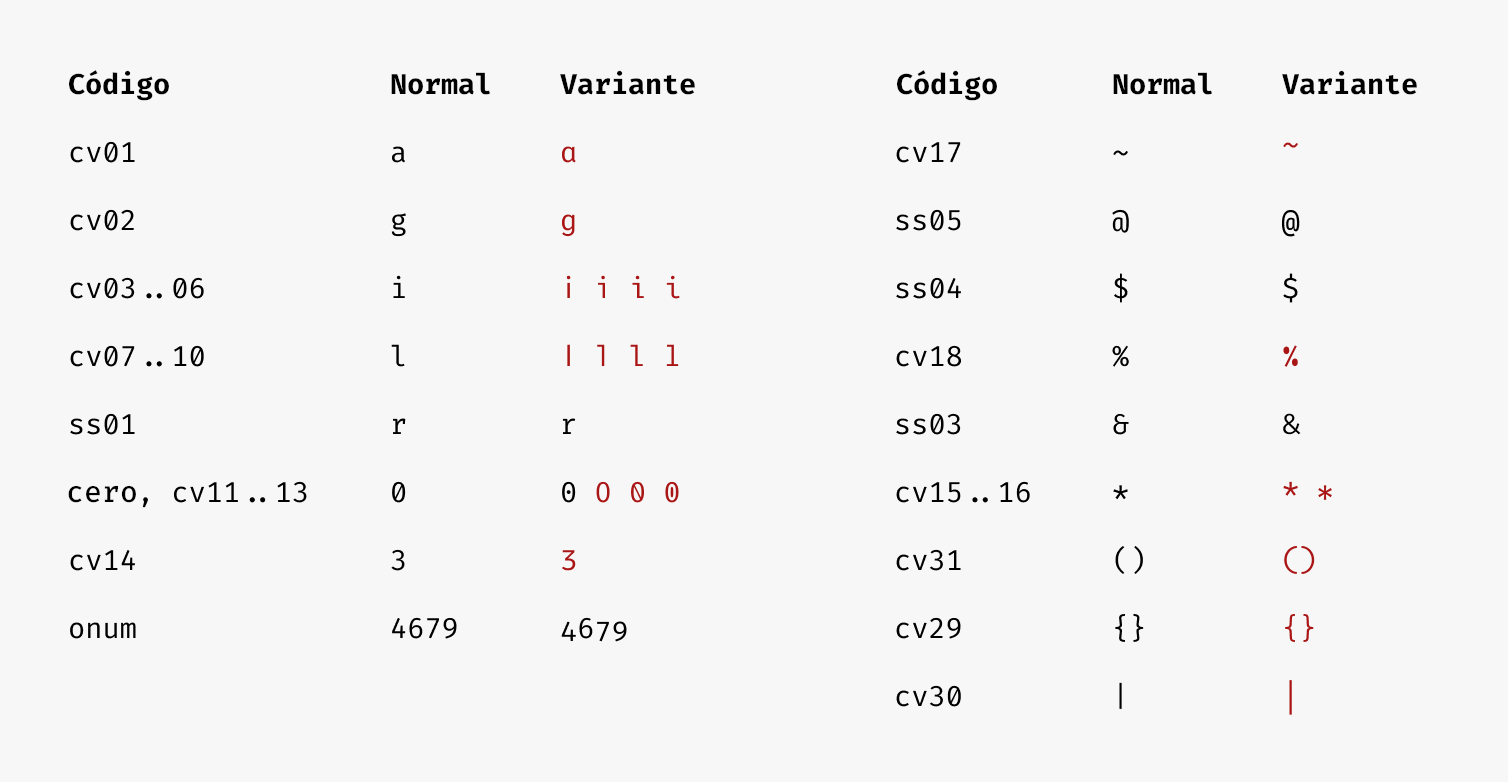 Código Normal Variante
cv01 a a
cv02 g g
cv03..06 i i i i i
cv07..10 l l l l l
ss01 r r
cero, cv11..13 0 0 0 0 0
cv14 3 3
onum 4679 4679
Código Normal Variante
cv17 ~ ~
ss05 @ @
ss04 $ $
cv18 % %
ss03 & &
cv15..16 * * *
cv31 () ()
cv29 {} {}
cv30 | |